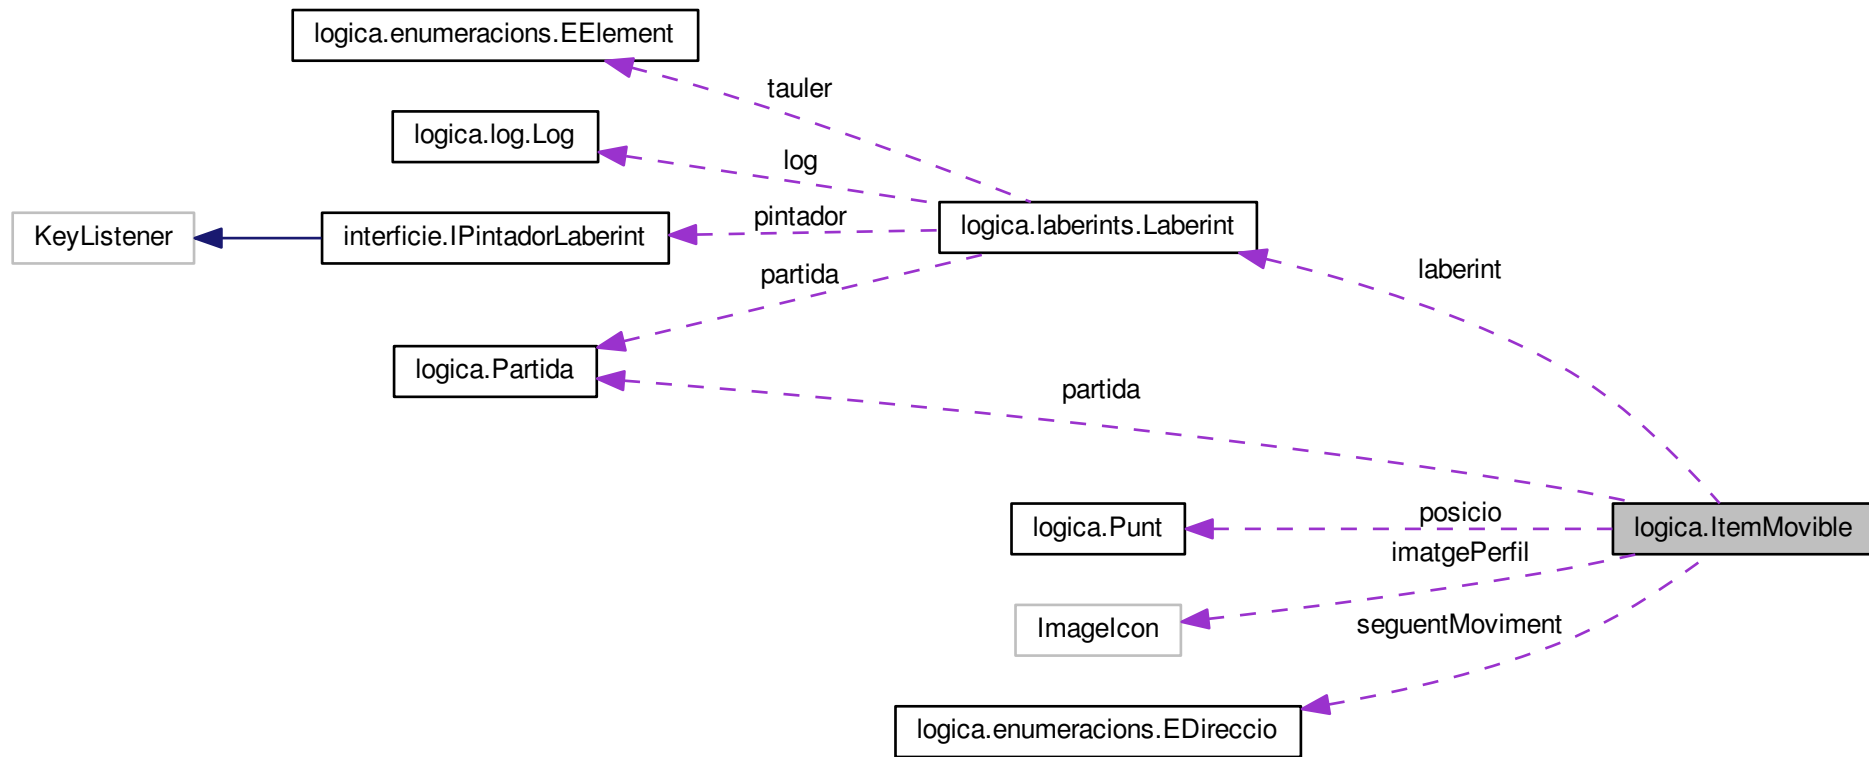 logica.enumeracions.EElement
tauler
logica.log.Log
log
KeyListener
interficie.IPintadorLaberint
pintador
logica.laberints.Laberint
partida
laberint
logica.Partida
partida
logica.Punt
posicio
logica.ItemMovible
imatgePerfil
ImageIcon
seguentMoviment
logica.enumeracions.EDireccio